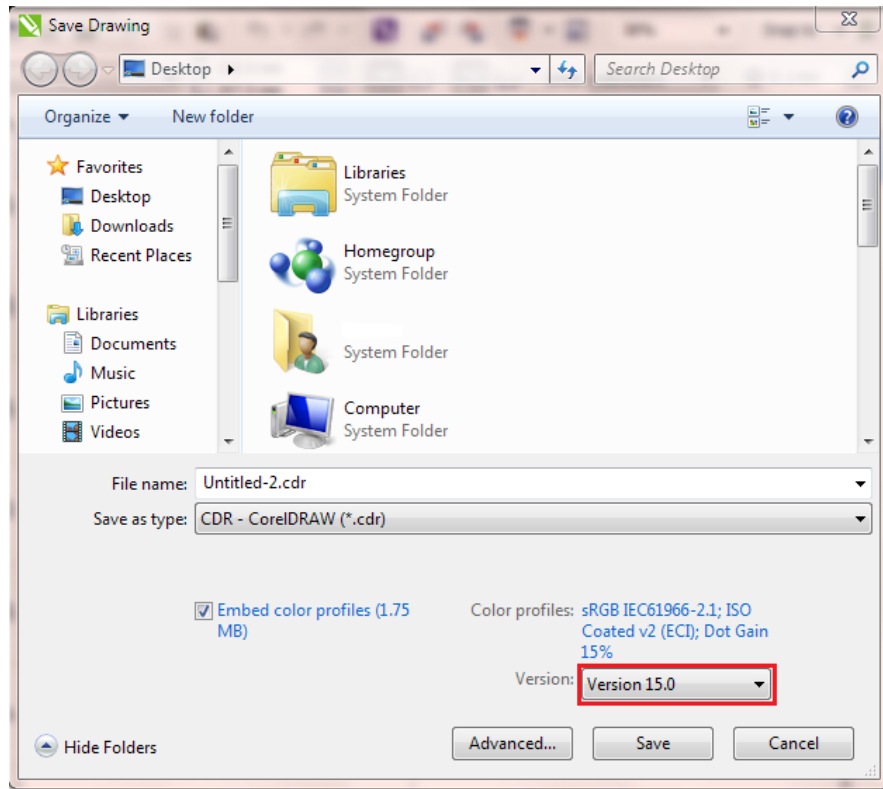 Save Drawing
Desktop
Search Desktop
Organize
New folder
Favorites
Desktop
Downloads
Recent Places
Libraries
Documents
Music
Pictures
Videos
Libraries
System Folder
Homegroup
System Folder
System Folder
Computer
System Folder
File name: Untitled-2.cdr
Save as type: CDR - CorelDRAW (*.cdr)
Embed color profiles (1.75
MB)
Color profiles: sRGB IEC61966-2.1; ISO
Coated v2 (ECI); Dot Gain
15%
Version: Version 15.0
Hide Folders
Advanced...
Save
Cancel